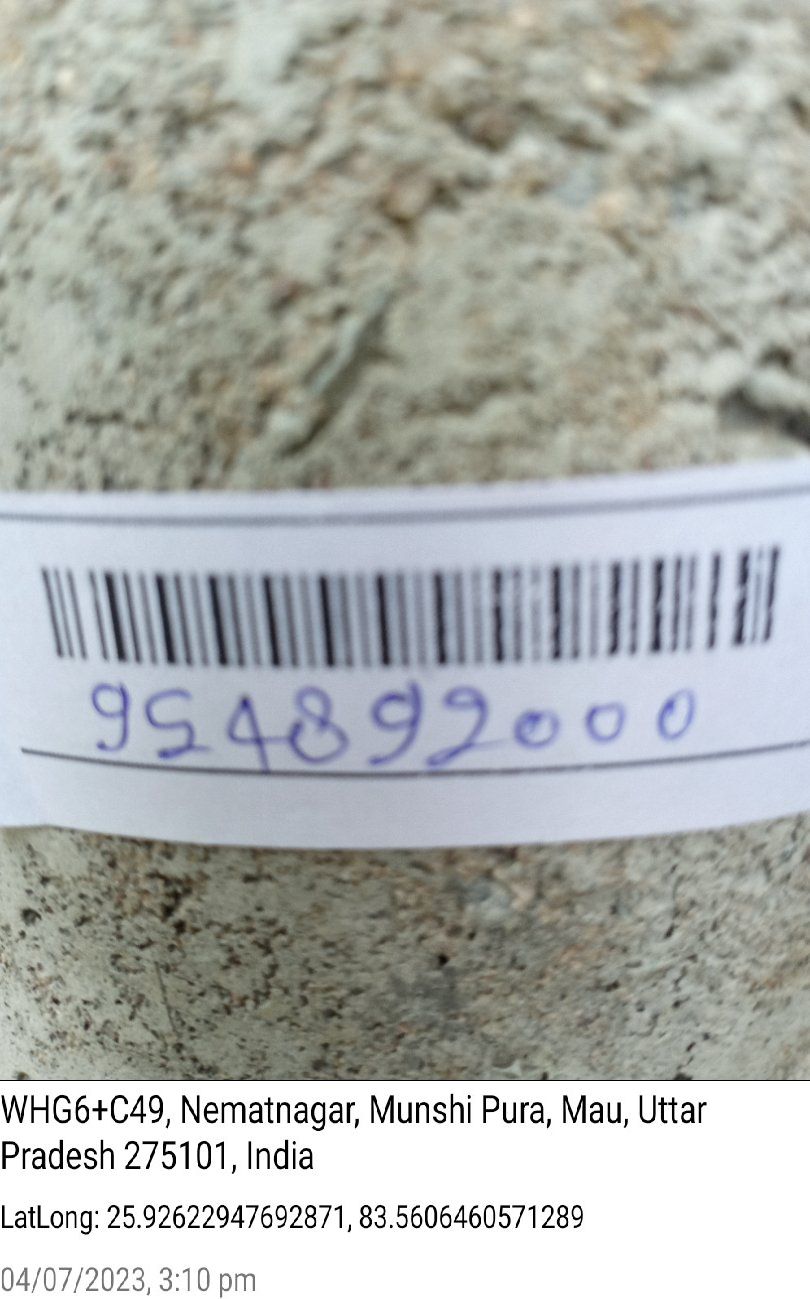 954892000
WHG6+C49, Nematnagar, Munshi Pura, Mau, Uttar
Pradesh 275101, India
LatLong: 25.92622947692871, 83.5606460571289
04/07/2023, 3:10 pm